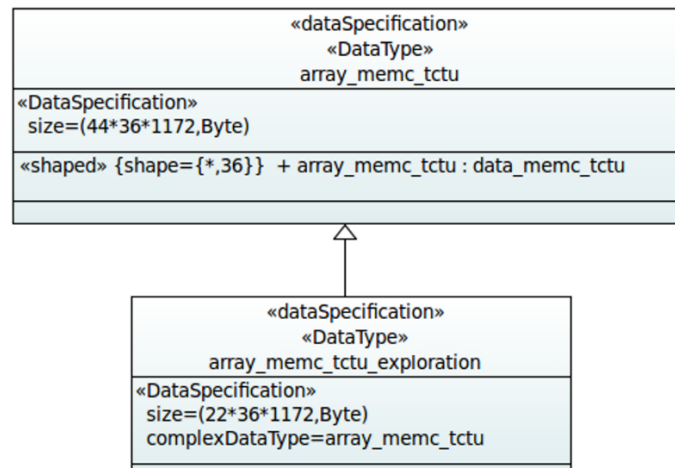 «dataSpecification»
«DataType»
array_memc_tctu
«DataSpecification»
size=(44*36*1172,Byte)
«shaped» {shape={*,36}} + array_memc_tctu : data_memc_tctu
«dataSpecification»
«DataType»
array_memc_tctu_exploration
«DataSpecification»
size=(22*36*1172,Byte)
complexDataType=array_memc_tctu